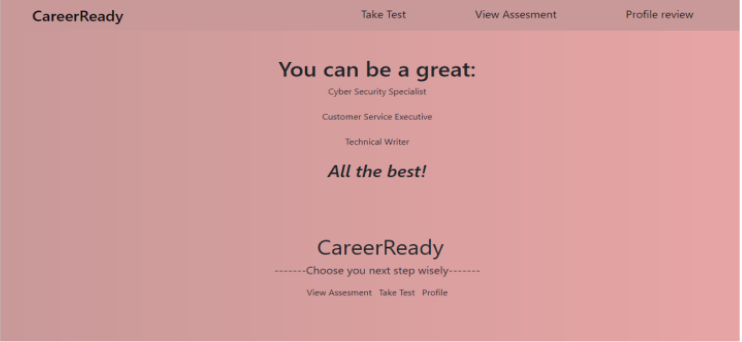 CareerReady Take Test View Assesment Profile review
You can be a great:
Cyber Security Specialist
Customer Service Executive
Technical Writer
All the best!
CareerReady
-------Choose you next step wisely-------
View Assesment Take Test Profile